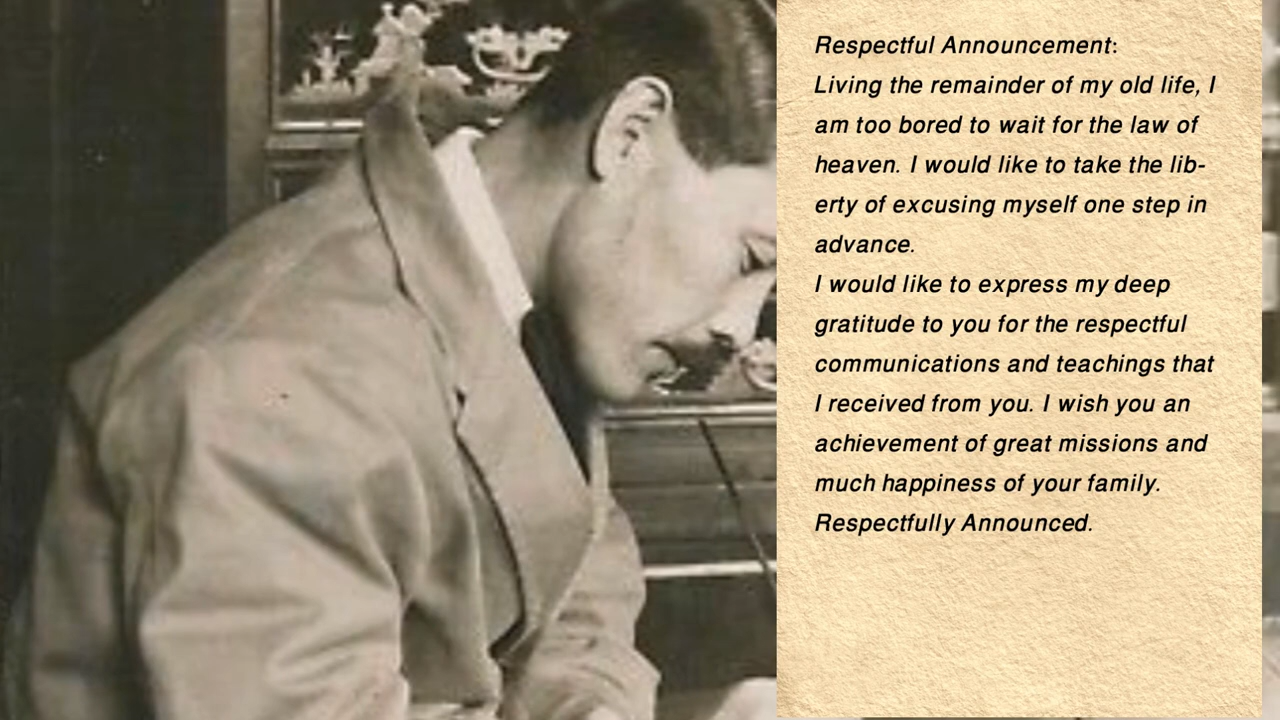 Respectful Announcement:
Living the remainder of my old life, I
am too bored to wait for the law of
heaven. I would like to take the lib-
erty of excusing myself one step in
advance.
I would like to express my deep
gratitude to you for the respectful
communications and teachings that
I received from you. I wish you an
achievement of great missions and
much happiness of your family.
Respectfully Announced.